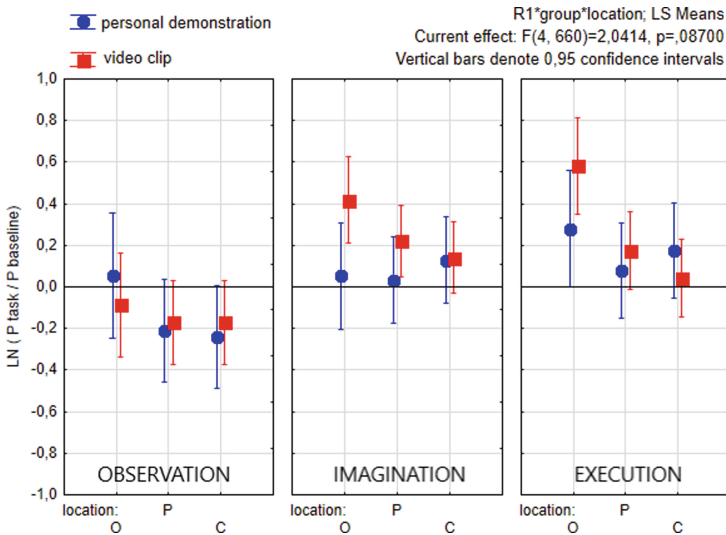 personal demonstration
video clip
R1*group*location; LS Means
Current effect: F(4, 660)=2,0414, p=,08700
Vertical bars denote 0,95 confidence intervals
LN ( P task / P baseline)
1,0
0,8
0,6
0,4
0,2
0,0
-0,2
-0,4
-0,6
-0,8
-1,0
OBSERVATION
IMAGINATION
EXECUTION
location: P location: P location: P
O C O C O C